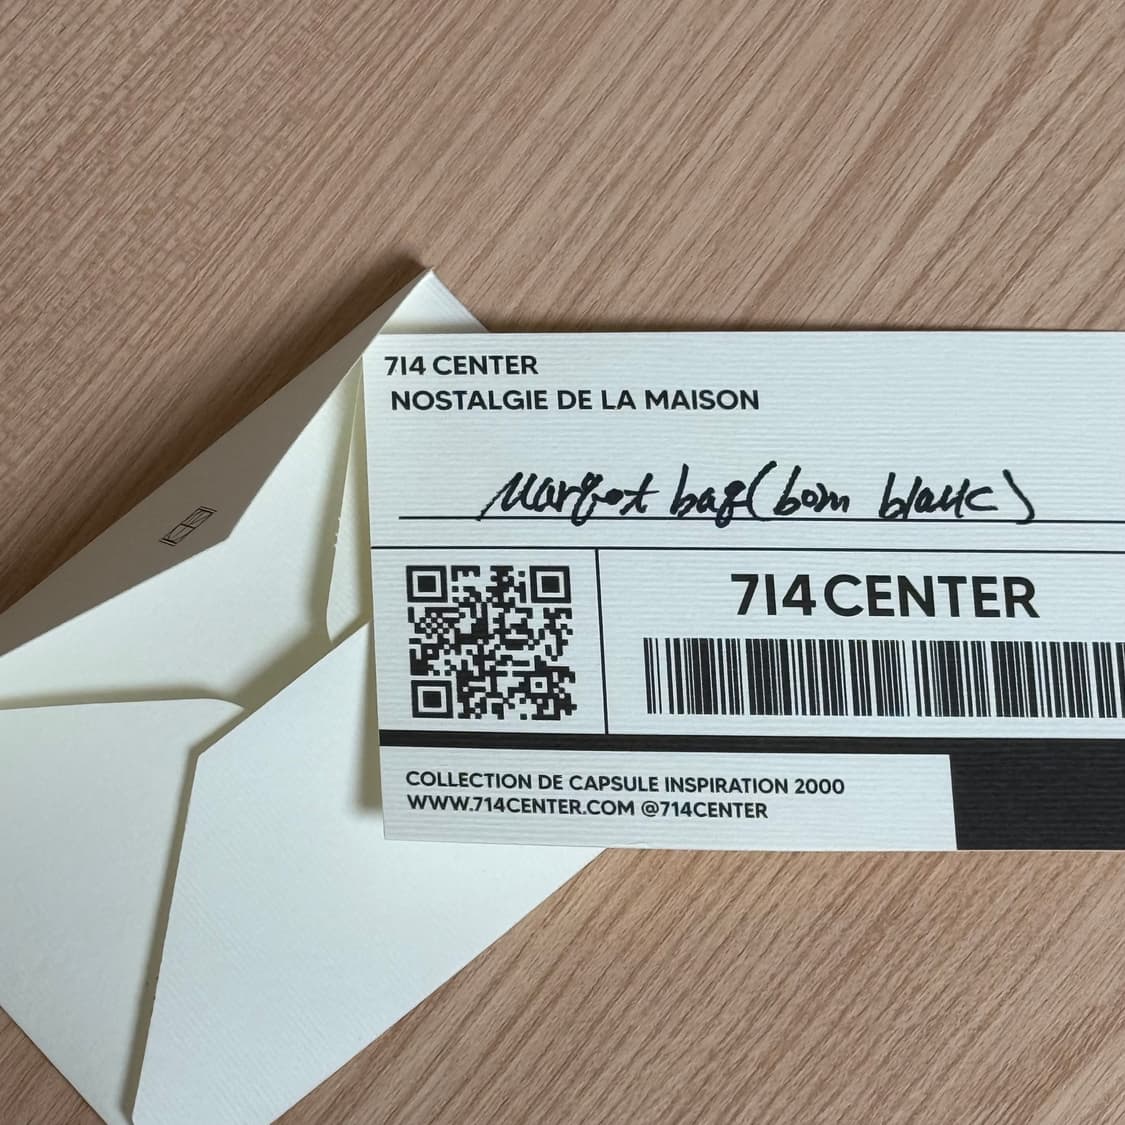 714 CENTER
NOSTALGIE DE LA MAISON
Margot bag (bom blanc)
714CENTER
COLLECTION DE CAPSULE INSPIRATION 2000
WWW.714CENTER.COM @714CENTER